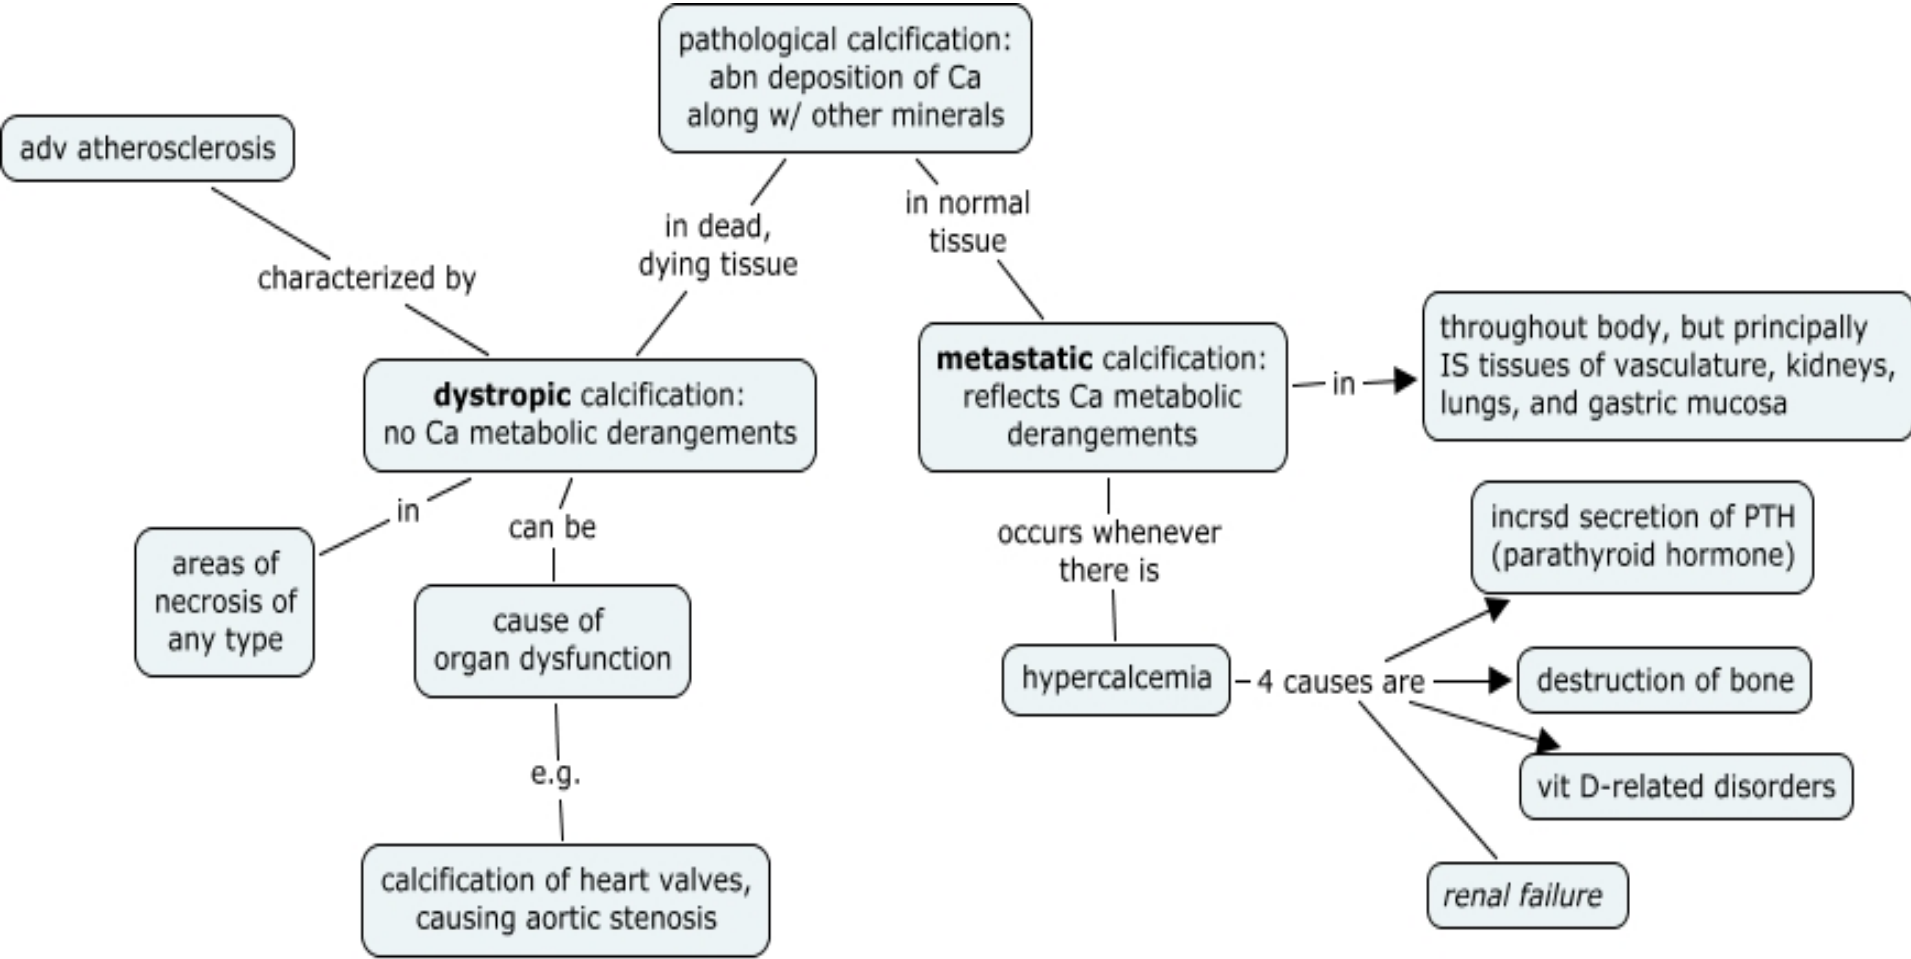 pathological calcification:
abn deposition of Ca
along w/ other minerals
adv atherosclerosis
characterized by
in dead,
dying tissue
in normal
tissue
dystropic calcification:
no Ca metabolic derangements
metastatic calcification:
reflects Ca metabolic
derangements
in
throughout body, but principally
IS tissues of vasculature, kidneys,
lungs, and gastric mucosa
in
areas of
necrosis of
any type
can be
cause of
organ dysfunction
e.g.
calcification of heart valves,
causing aortic stenosis
occurs whenever
there is
hypercalcemia
4 causes are
incrsd secretion of PTH
(parathyroid hormone)
destruction of bone
vit D-related disorders
renal failure